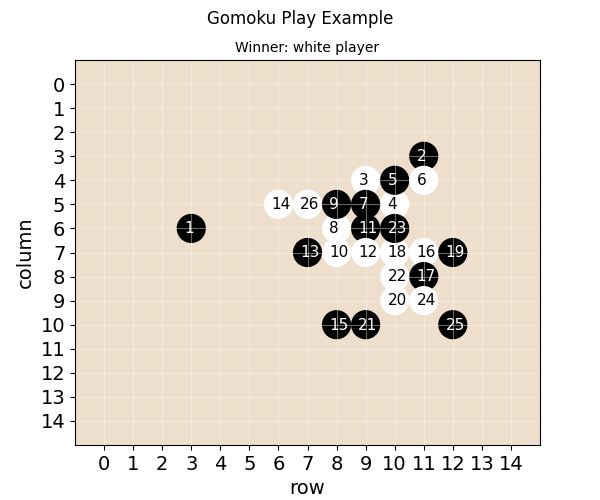 Gomoku Play Example
Winner: white player
0
1
2
3 2
4 3 5 6
5 14 26 9 7 4
column
6 1 8 11 23
7 13 10 12 18 16 19
8 22 17
9 20 24
10 15 21 25
11
12
13
14
0 1 2 3 4 5 6 7 8 9 10 11 12 13 14
row